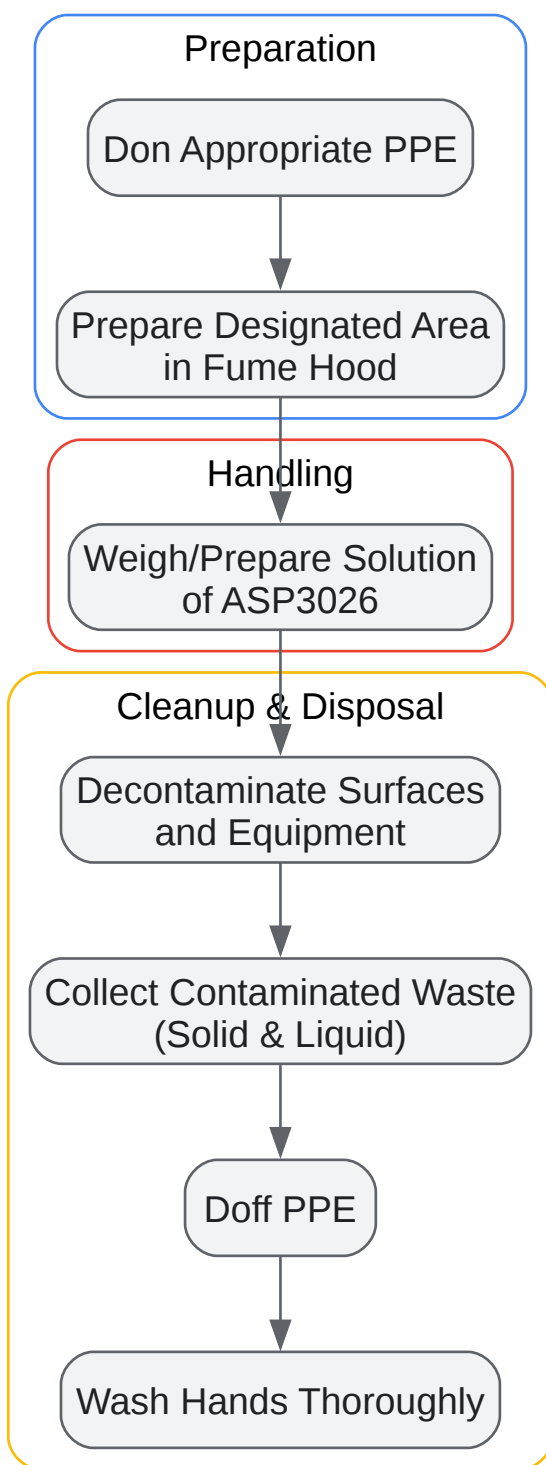 Preparation
Don Appropriate PPE
Prepare Designated Area
in Fume Hood
Handling
Weigh/Prepare Solution
of ASP3026
Cleanup & Disposal
Decontaminate Surfaces
and Equipment
Collect Contaminated Waste
(Solid & Liquid)
Doff PPE
Wash Hands Thoroughly